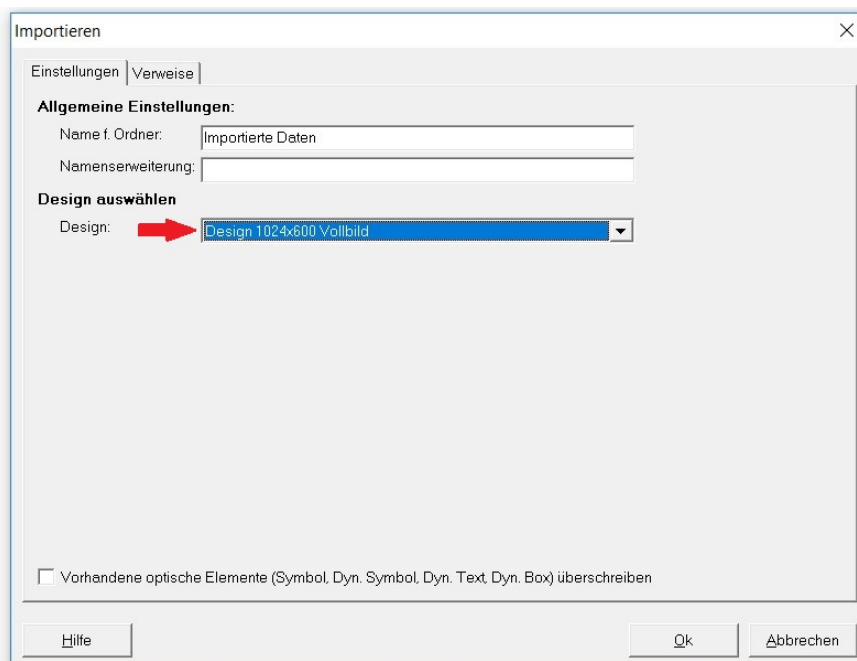 Importieren
Einstellungen Verweise
Allgemeine Einstellungen:
Name f. Ordner: Importierte Daten
Namenserweiterung:
Design auswählen
Design: Design 1024x600 Vollbild
Vorhandene optische Elemente (Symbol, Dyn. Symbol, Dyn. Text, Dyn. Box) überschreiben
Hilfe Ok Abbrechen